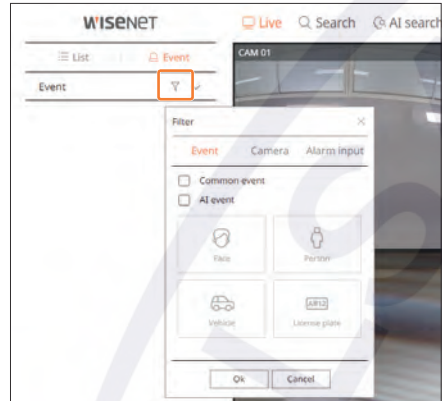 WISENET
Live Search AI search
List Event
CAM 01
Event
Filter
Event Camera Alarm input
Common event
AI event
Face Person
AB12
Vehicle License plate
Ok Cancel